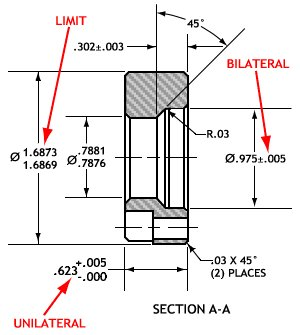 LIMIT
45°
.302±.003
BILATERAL
Ø 1.6873
1.6869
Ø .7881
.7876
R.03
Ø.975±.005
.623 +.005
-.000
.03 X 45°
(2) PLACES
UNILATERAL
SECTION A-A